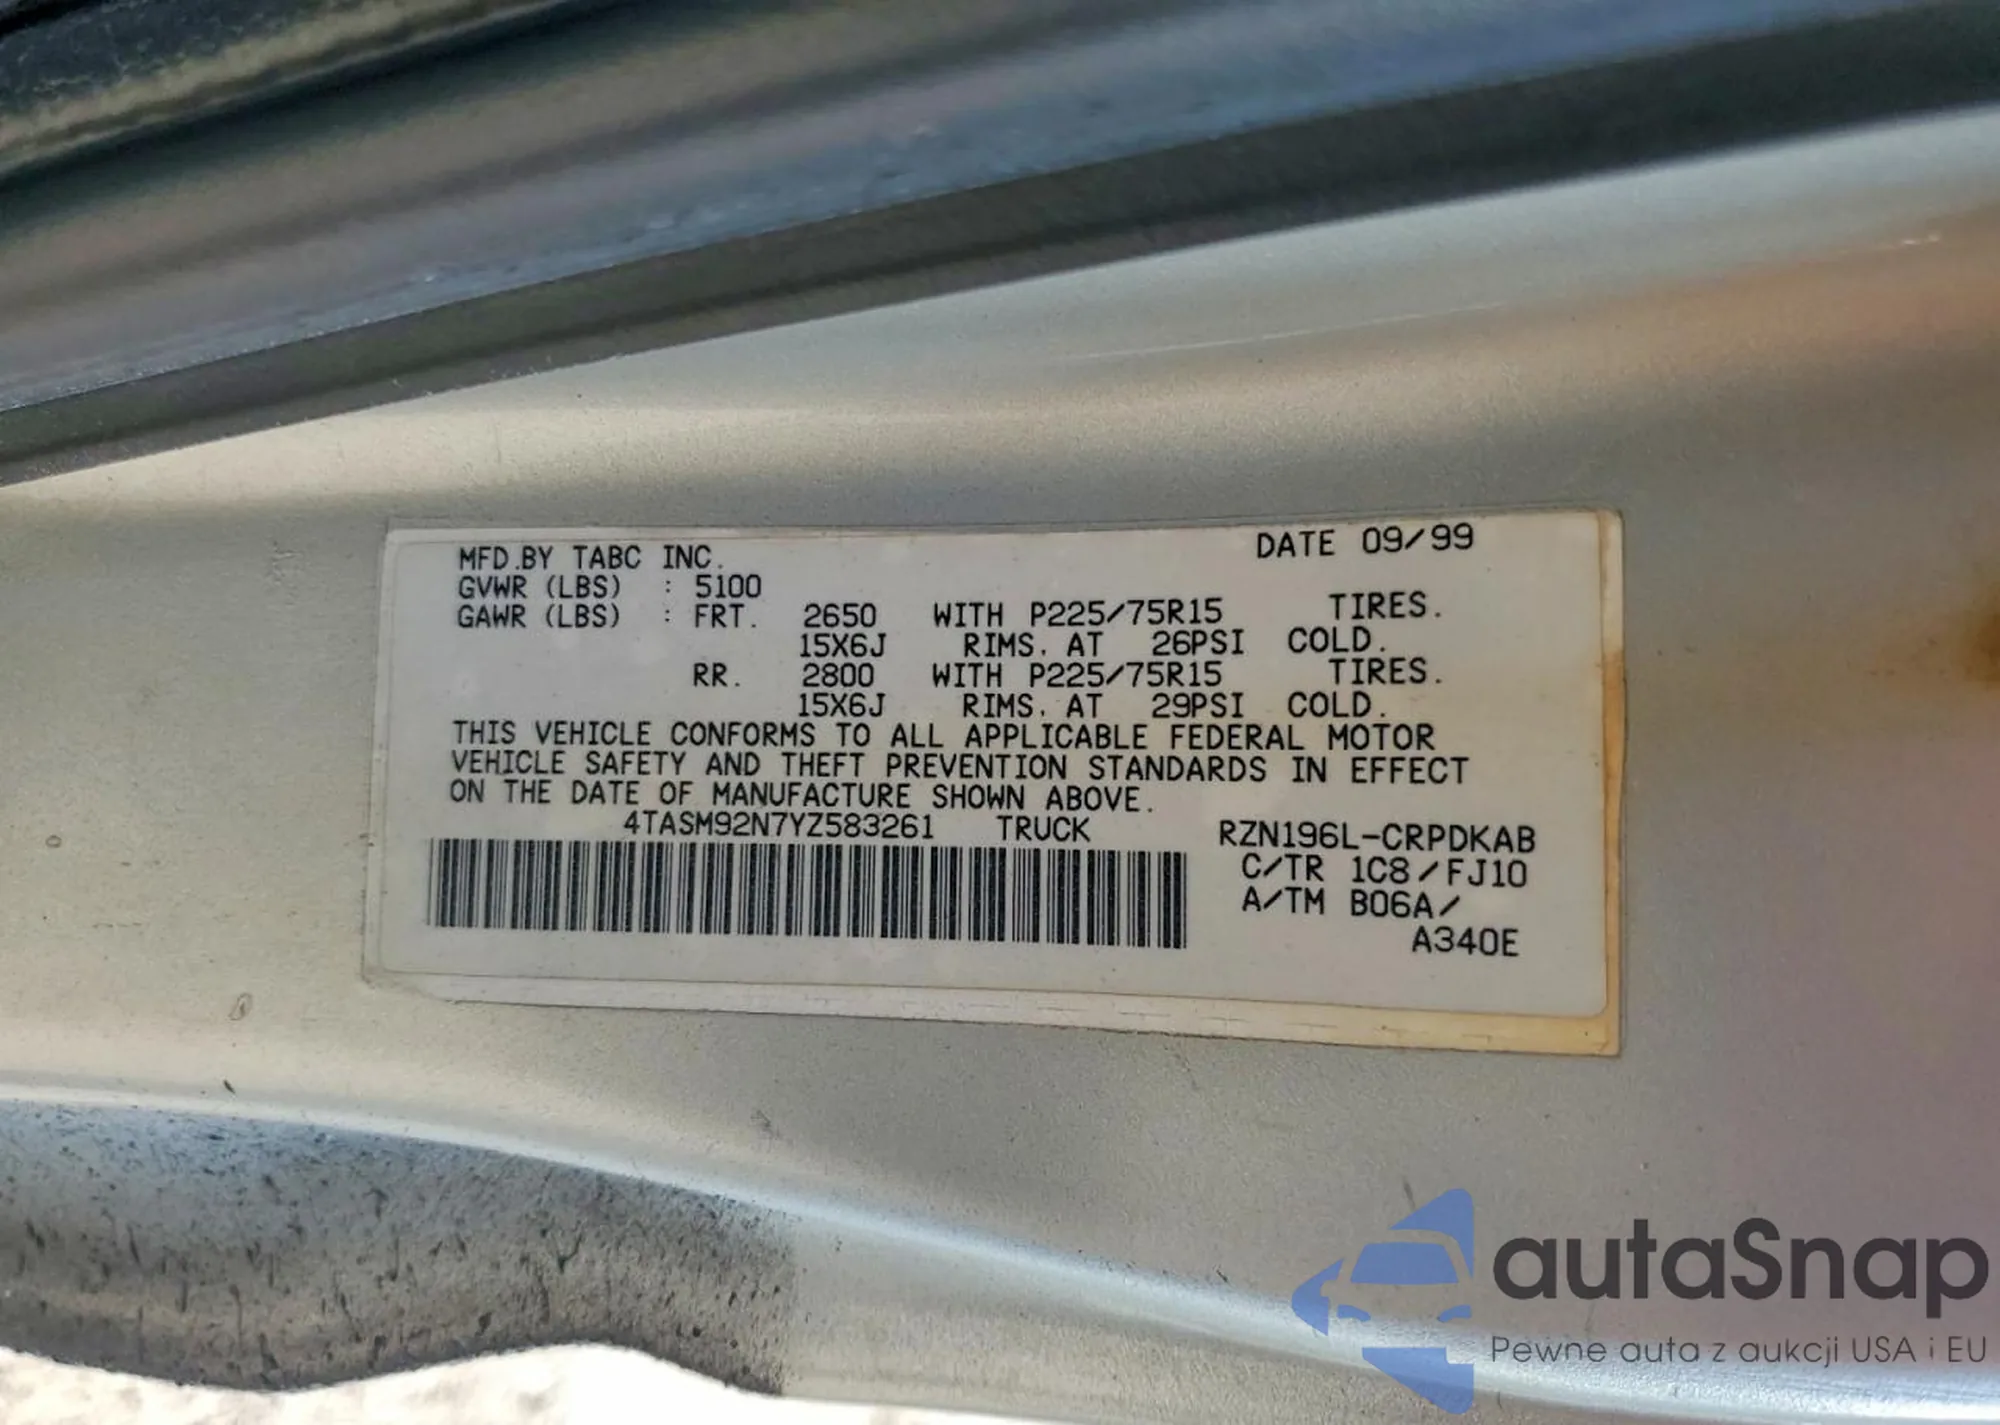 MFD.BY TABC INC. DATE 09/99
GVWR (LBS) : 5100
GAWR (LBS) : FRT. 2650 WITH P225/75R15 TIRES.
15X6J RIMS. AT 26PSI COLD.
RR. 2800 WITH P225/75R15 TIRES.
15X6J RIMS. AT 29PSI COLD.
THIS VEHICLE CONFORMS TO ALL APPLICABLE FEDERAL MOTOR
VEHICLE SAFETY AND THEFT PREVENTION STANDARDS IN EFFECT
ON THE DATE OF MANUFACTURE SHOWN ABOVE.
4TASM92N7YZ583261 TRUCK RZN196L-CRPDKAB
C/TR 1C8/FJ10
A/TM B06A/
A340E
autaSnap
Pewne auta z aukcji USA i EU